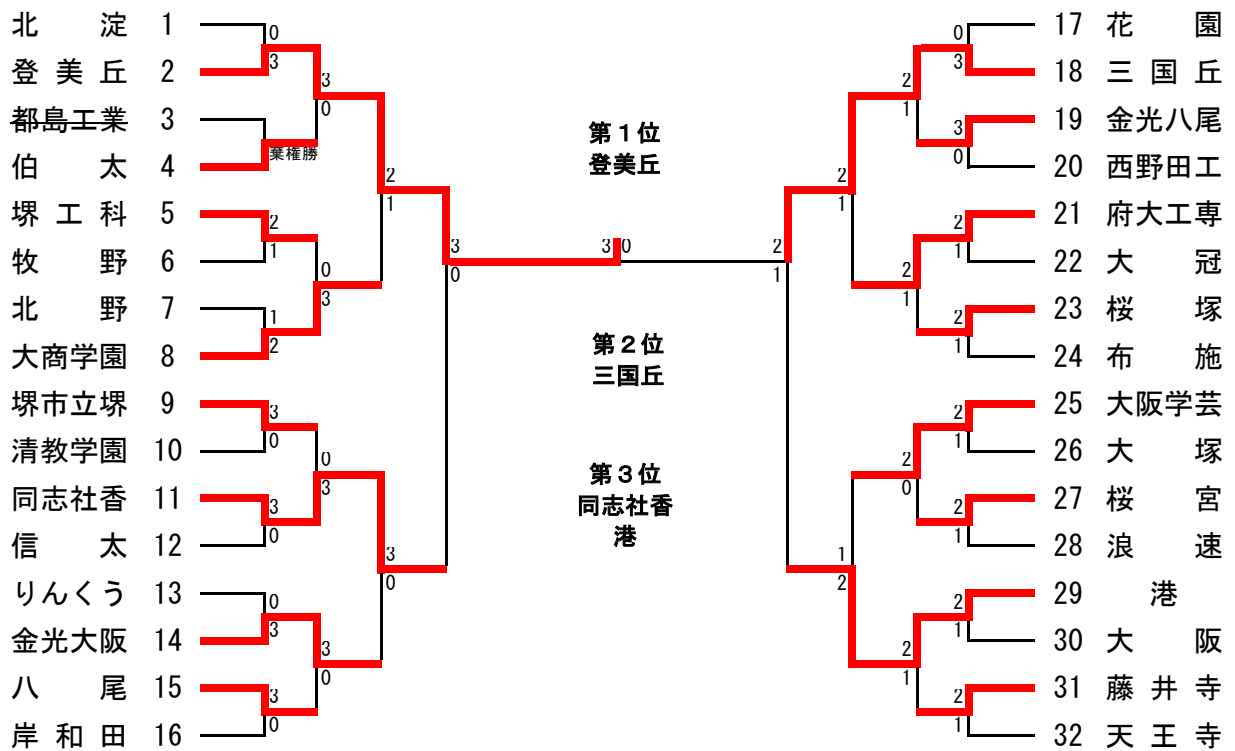 北淀 1
0
3
登美丘 2
3
0
都島工業 3
棄権勝
伯太 4
2
1
堺工科 5
2
1
牧野 6
0
3
北野 7
1
2
大商学園 8
3
0
堺市立堺 9
3
0
清教学園 10
0
3
同志社香 11
3
0
信太 12
3
0
りんくう 13
0
3
金光大阪 14
3
0
八尾 15
3
0
岸和田 16
第1位
登美丘
3 0
第2位
三国丘
第3位
同志社香
港
17 花園
0
3
18 三国丘
2
1
19 金光八尾
3
0
20 西野田工
2
1
21 府大工専
2
1
22 大冠
2
1
23 桜塚
2
1
24 布施
2
1
25 大阪学芸
2
1
26 大塚
2
0
27 桜宮
2
1
28 浪速
1
2
29 港
2
1
30 大阪
2
1
31 藤井寺
2
1
32 天王寺